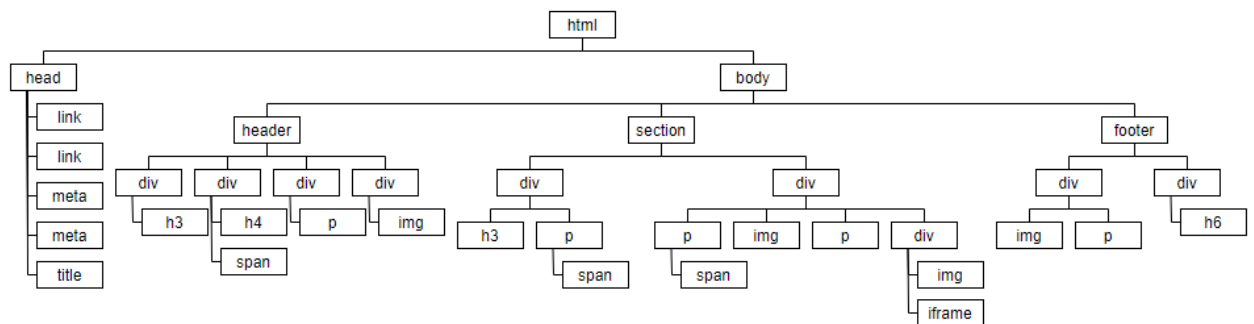 html
head
body
link
header
section
footer
link
div
div
div
div
div
div
div
div
meta
h3
h4
p
img
h3
p
p
img
p
div
img
p
h6
meta
span
span
span
img
title
iframe